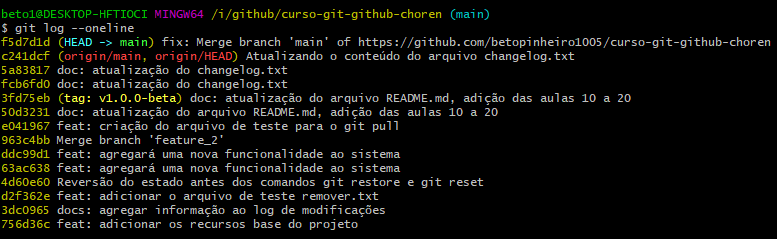 beto1@DESKTOP-HFTIOCI MINGW64 /i/github/curso-git-github-choren (main)
$ git log --oneline
f5d7d1d (HEAD -> main) fix: Merge branch 'main' of https://github.com/betopinheiro1005/curso-git-github-choren
c241dcf (origin/main, origin/HEAD) Atualizando o conteúdo do arquivo changelog.txt
5a83817 doc: atualização do changelog.txt
fcb6fd0 doc: atualização do changelog.txt
3fd75eb (tag: v1.0.0-beta) doc: atualização do arquivo README.md, adição das aulas 10 a 20
50d3231 doc: atualização do arquivo README.md, adição das aulas 10 a 20
e041967 feat: criação do arquivo de teste para o git pull
963c4bb Merge branch 'feature_2'
ddc99d1 feat: agregará uma nova funcionalidade ao sistema
63ac638 feat: agregará uma nova funcionalidade ao sistema
4d60e60 Reversão do estado antes dos comandos git restore e git reset
d2f362e feat: adicionar o arquivo de teste remover.txt
3dc0965 docs: agregar informação ao log de modificações
756d36c feat: adicionar os recursos base do projeto